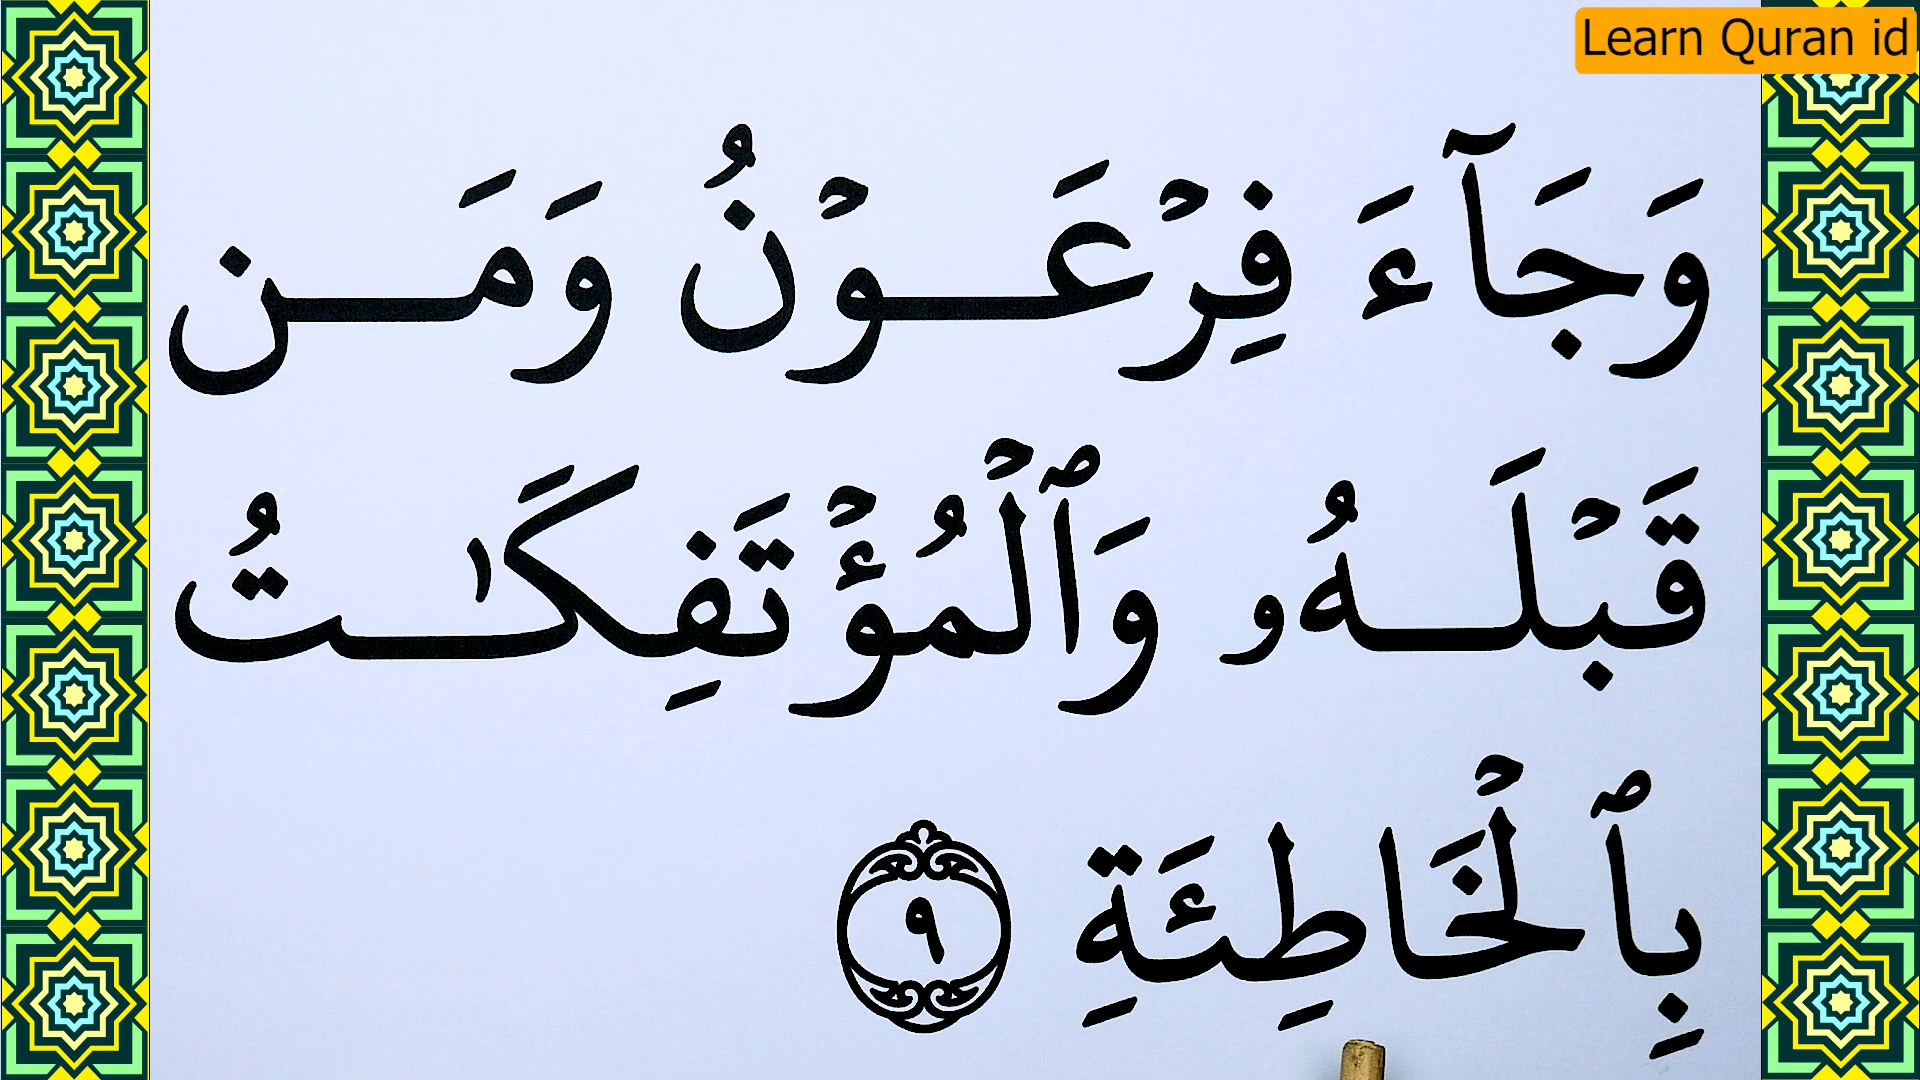 Learn Quran id
وَجَآءَ فِرْعَوْنُ وَمَن
قَبْلَهُۥ وَٱلْمُؤْتَفِكَٰتُ
بِٱلْخَاطِئَةِ ٩